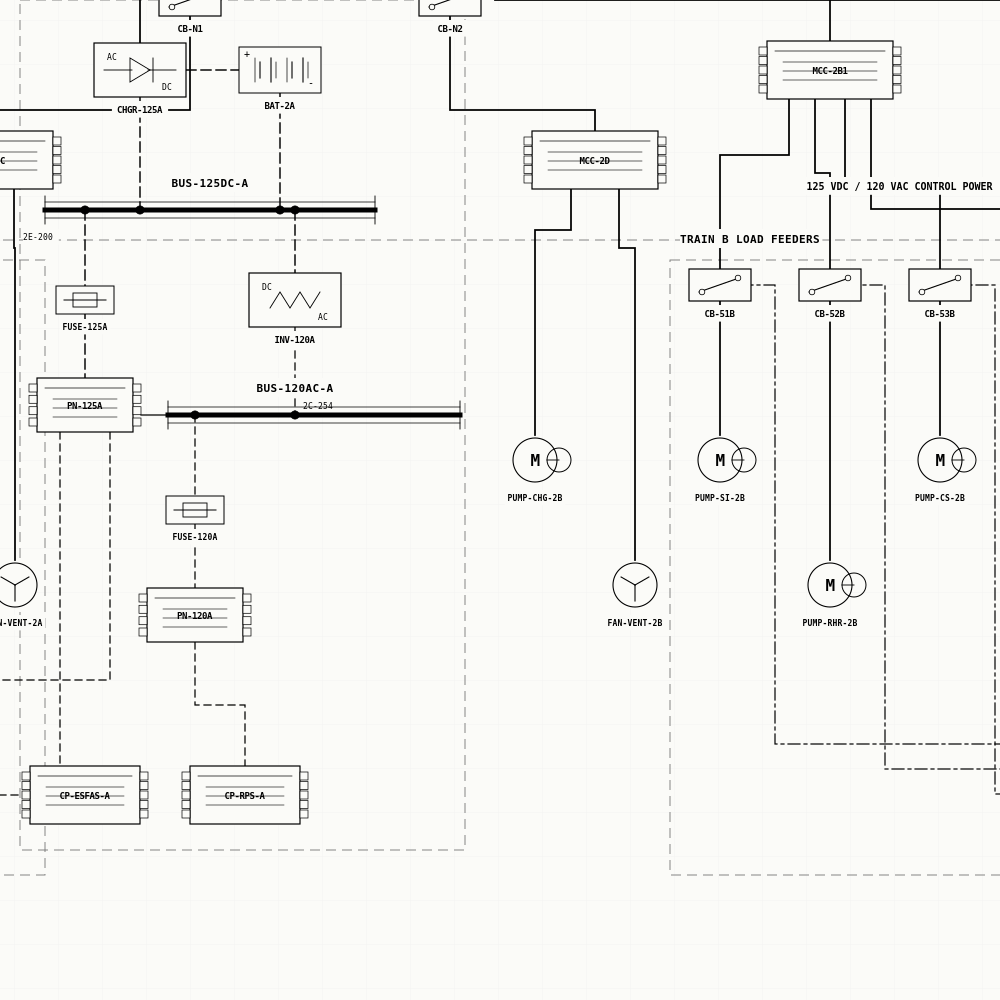 CB-N1
CB-N2
AC
DC
+
-
MCC-2B1
CHGR-125A
BAT-2A
MCC-2D
BUS-125DC-A
125 VDC / 120 VAC CONTROL POWER
2E-200
TRAIN B LOAD FEEDERS
DC
AC
FUSE-125A
INV-120A
CB-51B
CB-52B
CB-53B
BUS-120AC-A
PN-125A
2C-254
M
M
M
PUMP-CHG-2B
PUMP-SI-2B
PUMP-CS-2B
FUSE-120A
M
PN-120A
N-VENT-2A
FAN-VENT-2B
PUMP-RHR-2B
CP-ESFAS-A
CP-RPS-A